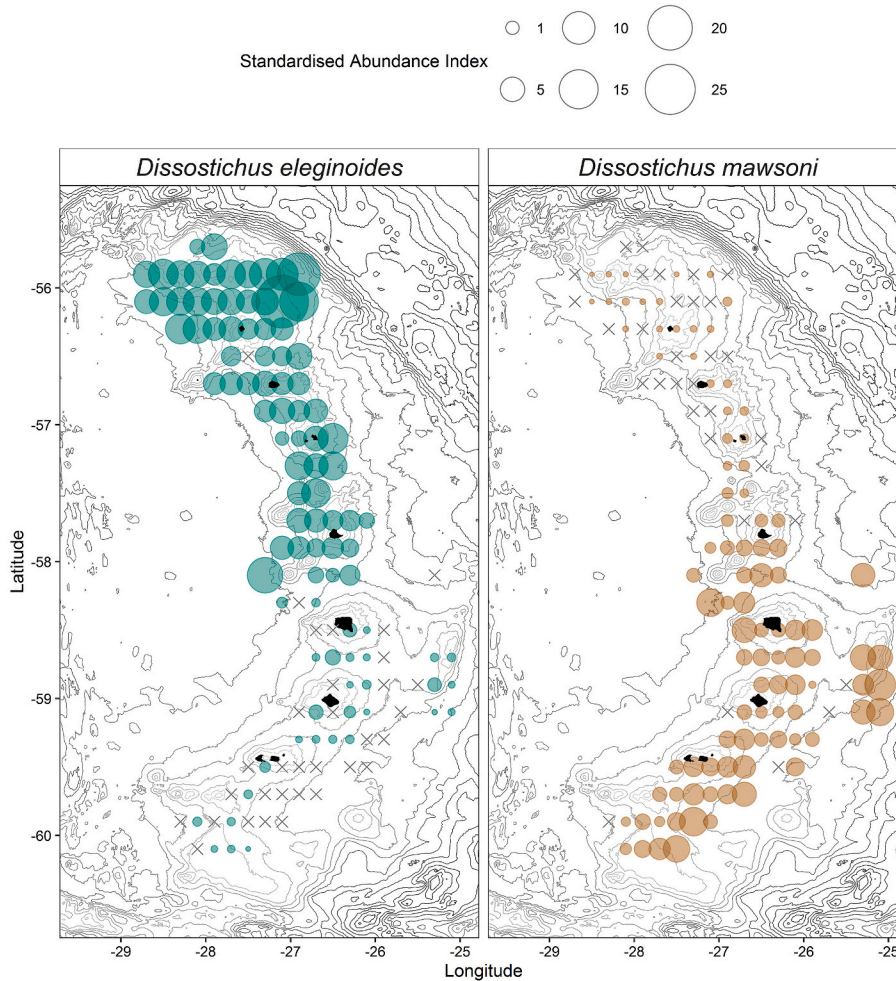 1 10 20
Standardised Abundance Index
5 15 25
Dissostichus eleginoides Dissostichus mawsoni
-56
-57
-58
-59
-60
Latitude
-29 -28 -27 -26 -25 -29 -28 -27 -26 -25
Longitude